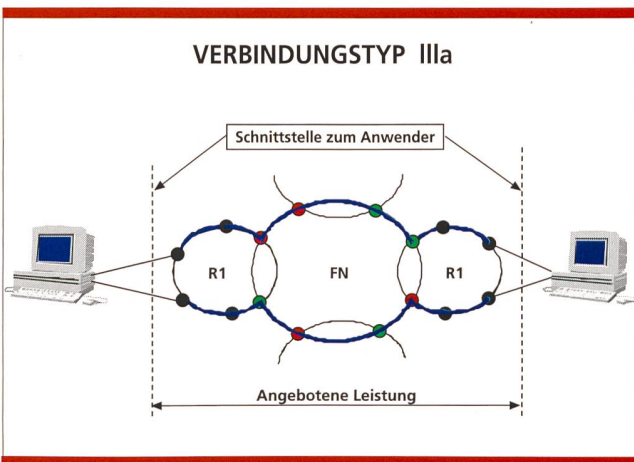 VERBINDUNGSTYP IIIa
Schnittstelle zum Anwender
R1
FN
R1
Angebotene Leistung